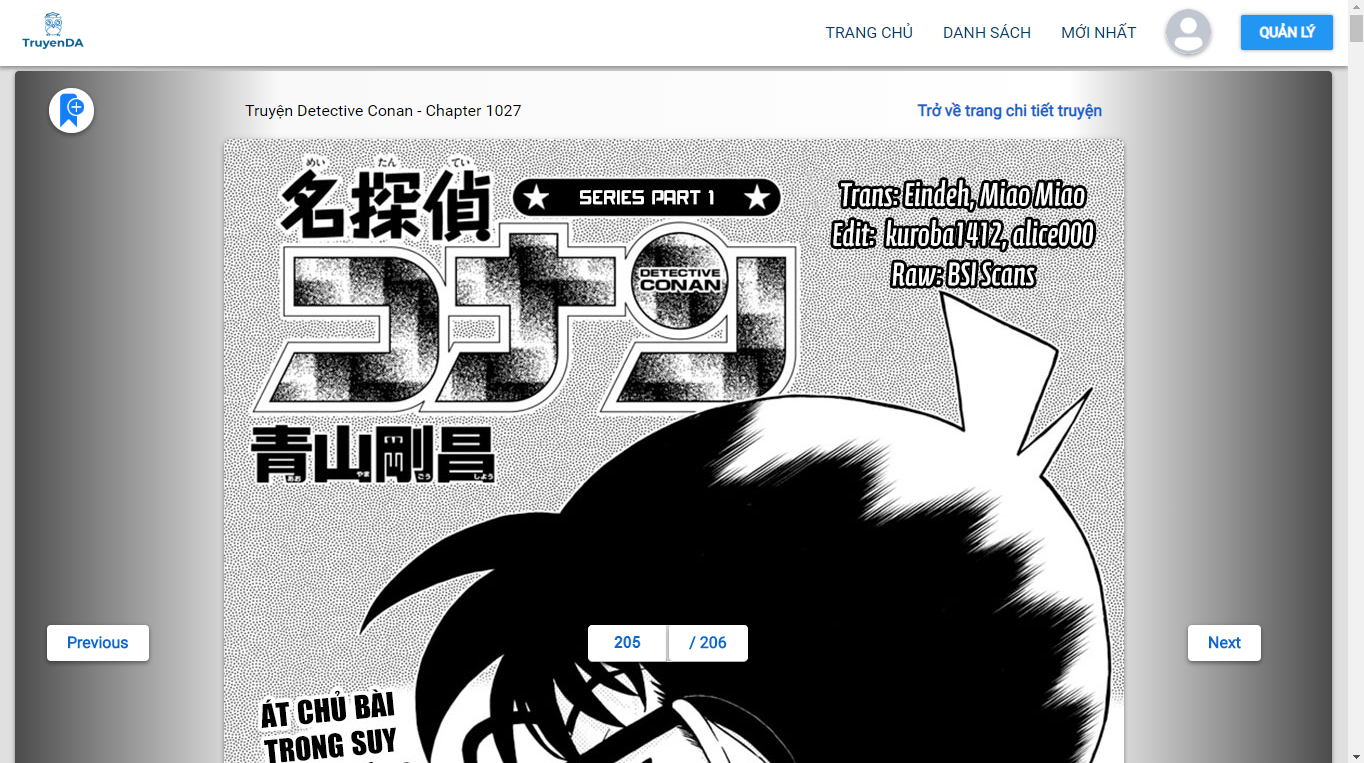 TruyenDA
TRANG CHỦ
DANH SÁCH
MỚI NHẤT
QUẢN LÝ
Truyện Detective Conan - Chapter 1027
Trở về trang chi tiết truyện
めい たん てい
名探偵
SERIES PART 1
Trans: Eindeh, Miao Miao
Edit: kuroba1412, alice000
Raw: BSI Scans
コナン
DETECTIVE
CONAN
青山剛昌
あお やま ごう しょう
Previous
205
/ 206
Next
ÁT CHỦ BÀI
TRONG SUY